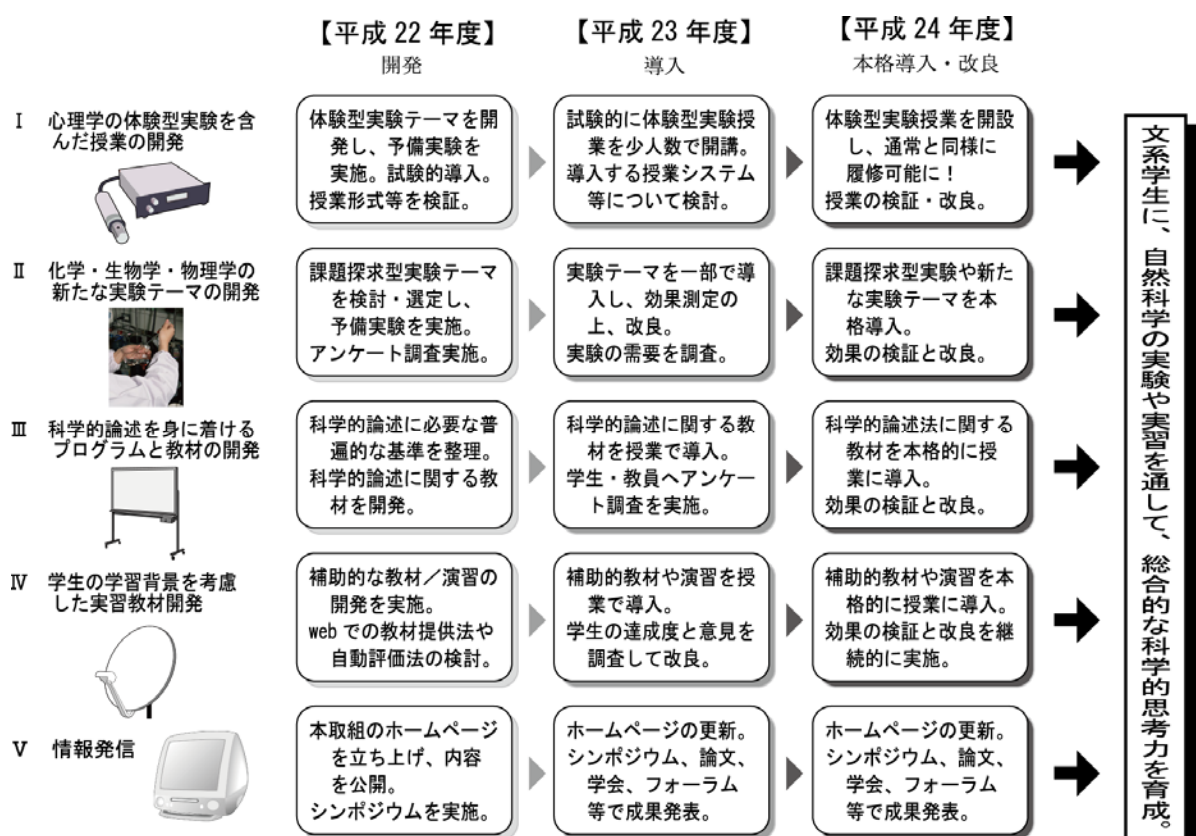 【平成 22 年度】
開発
【平成 23 年度】
導入
【平成 24 年度】
本格導入・改良
Ⅰ 心理学の体験型実験を含
んだ授業の開発
体験型実験テーマを開
発し、予備実験を
実施。試験的導入。
授業形式等を検証。
試験的に体験型実験授
業を少人数で開講。
導入する授業システム
等について検討。
体験型実験授業を開設
し、通常と同様に
履修可能に！
授業の検証・改良。
Ⅱ 化学・生物学・物理学の
新たな実験テーマの開発
課題探求型実験テーマ
を検討・選定し、
予備実験を実施。
アンケート調査実施。
実験テーマを一部で導
入し、効果測定の
上、改良。
実験の需要を調査。
課題探求型実験や新た
な実験テーマを本
格導入。
効果の検証と改良。
Ⅲ 科学的論述を身に着ける
プログラムと教材の開発
科学的論述に必要な普
遍的な基準を整理。
科学的論述に関する教
材を開発。
科学的論述に関する教
材を授業で導入。
学生・教員へアンケー
ト調査を実施。
科学的論述法に関する
教材を本格的に授
業に導入。
効果の検証と改良。
Ⅳ 学生の学習背景を考慮
した実習教材開発
補助的な教材／演習の
開発を実施。
web での教材提供法や
自動評価法の検討。
補助的教材や演習を授
業で導入。
学生の達成度と意見を
調査して改良。
補助的教材や演習を本
格的に授業に導入。
効果の検証と改良を継
続的に実施。
Ⅴ 情報発信
本取組のホームページ
を立ち上げ、内容
を公開。
シンポジウムを実施。
ホームページの更新。
シンポジウム、論文、
学会、フォーラム
等で成果発表。
ホームページの更新。
シンポジウム、論文、
学会、フォーラム
等で成果発表。
文系学生に、自然科学の実験や実習を通して、総合的な科学的思考力を育成。